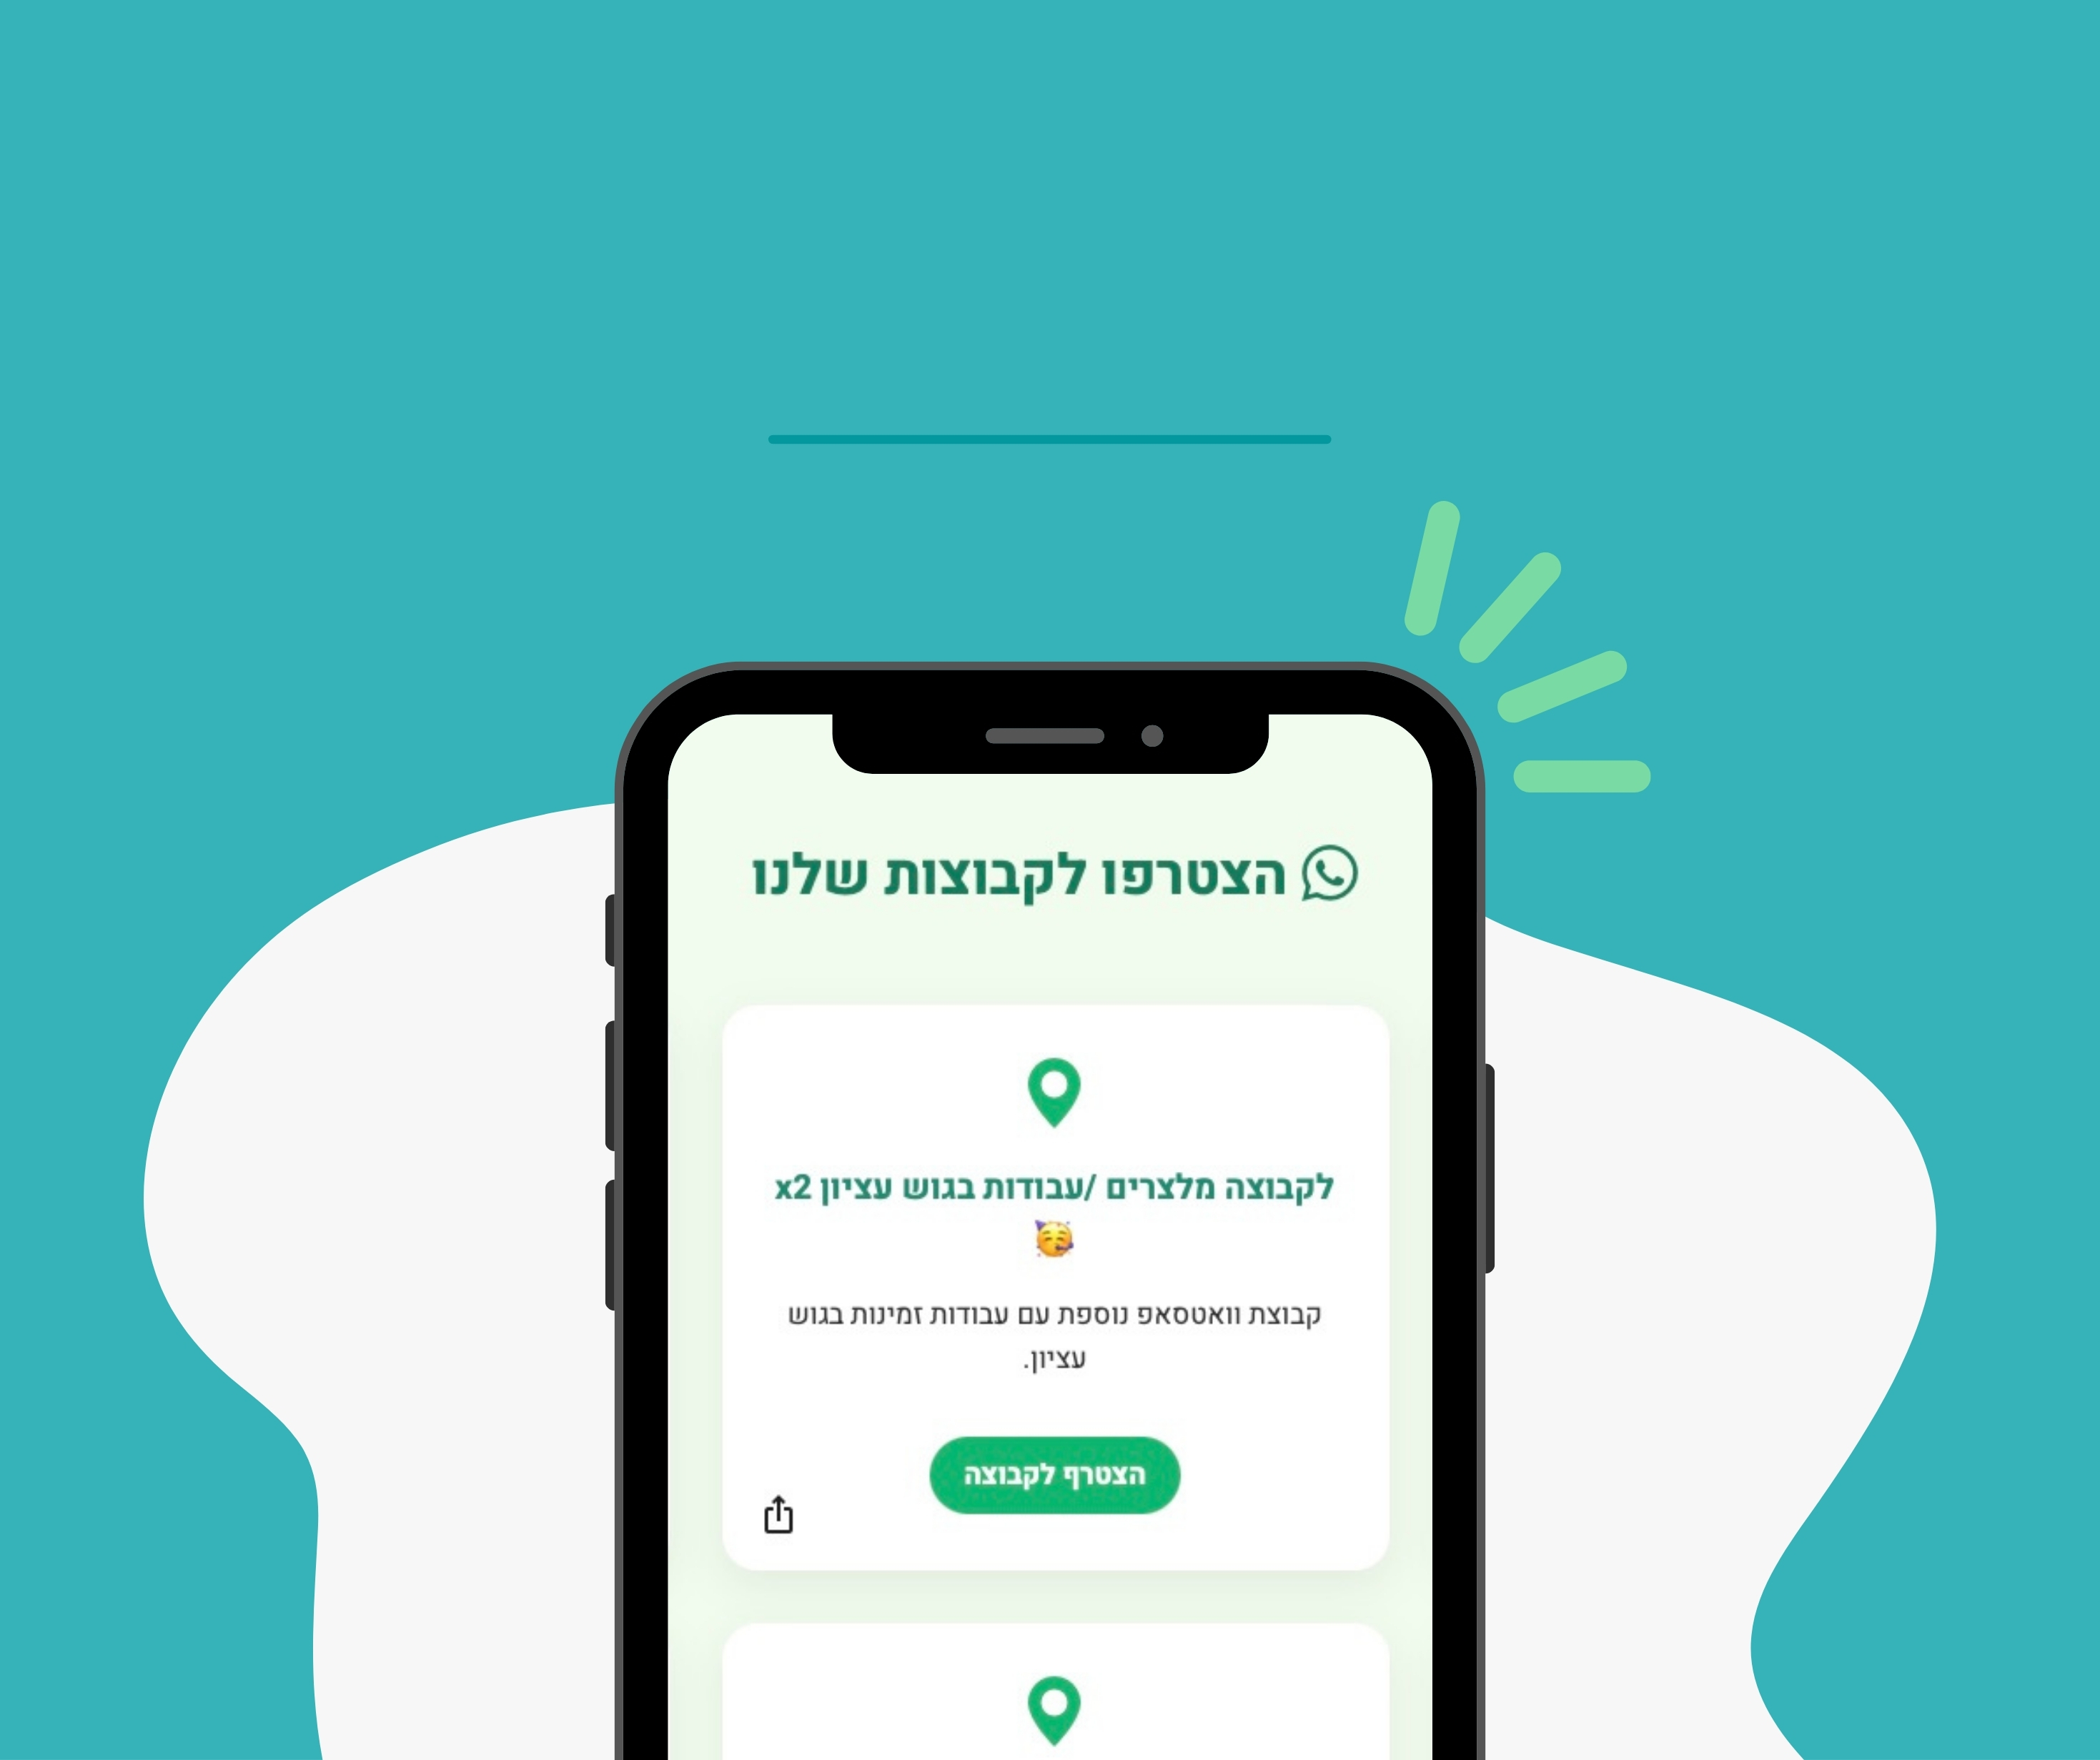 הצטרפו לקבוצות שלנו
לקבוצה מלצרים /עבודות בגוש עציון x2
🥳
קבוצת וואטסאפ נוספת עם עבודות זמינות בגוש
עציון.
הצטרף לקבוצה